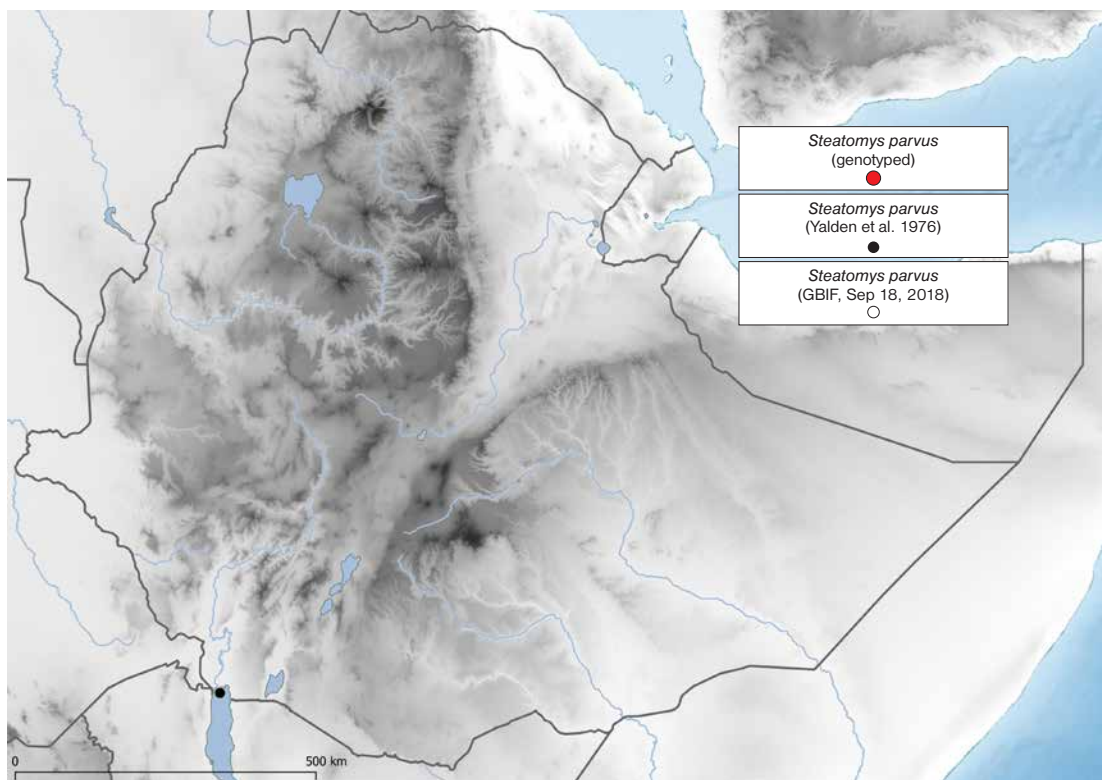 Steatomys parvus
(genotyped)
Steatomys parvus
(Yalden et al. 1976)
Steatomys parvus
(GBIF, Sep 18, 2018)
0 500 km